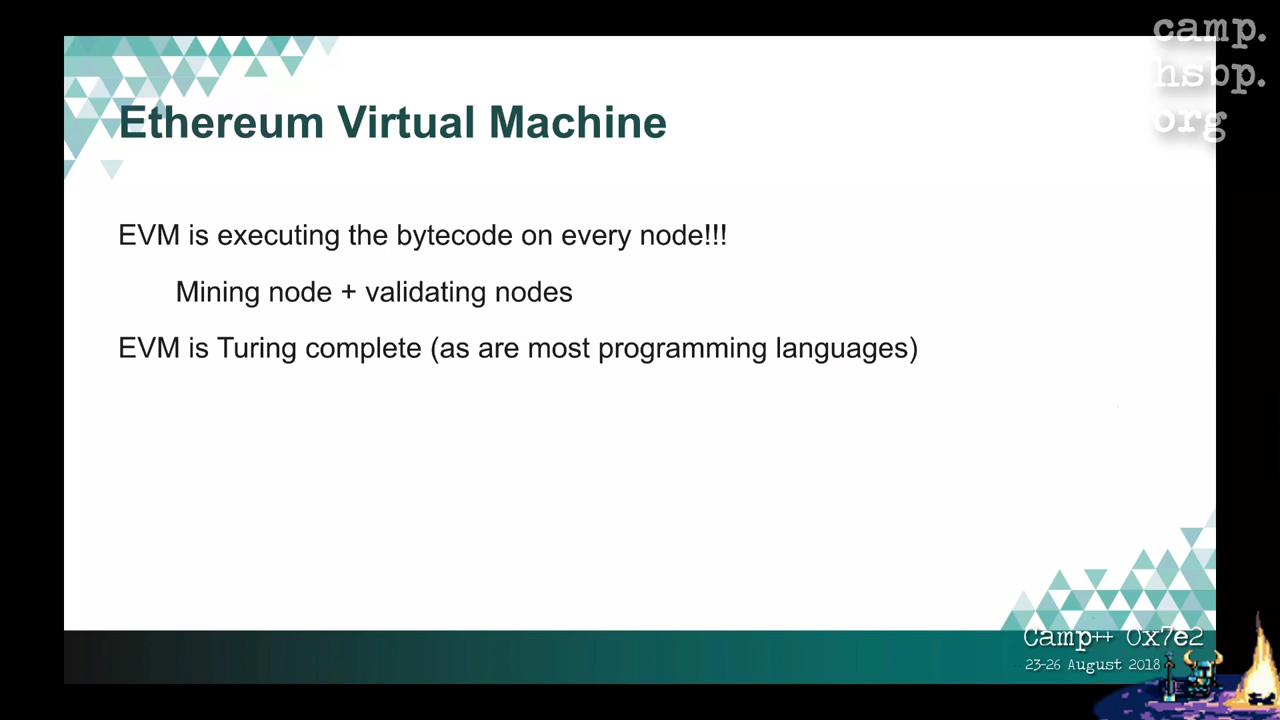 camp.
hsbp.
org
Ethereum Virtual Machine
EVM is executing the bytecode on every node!!!
Mining node + validating nodes
EVM is Turing complete (as are most programming languages)
Camp++ 0x7e2
23-26 August 2018